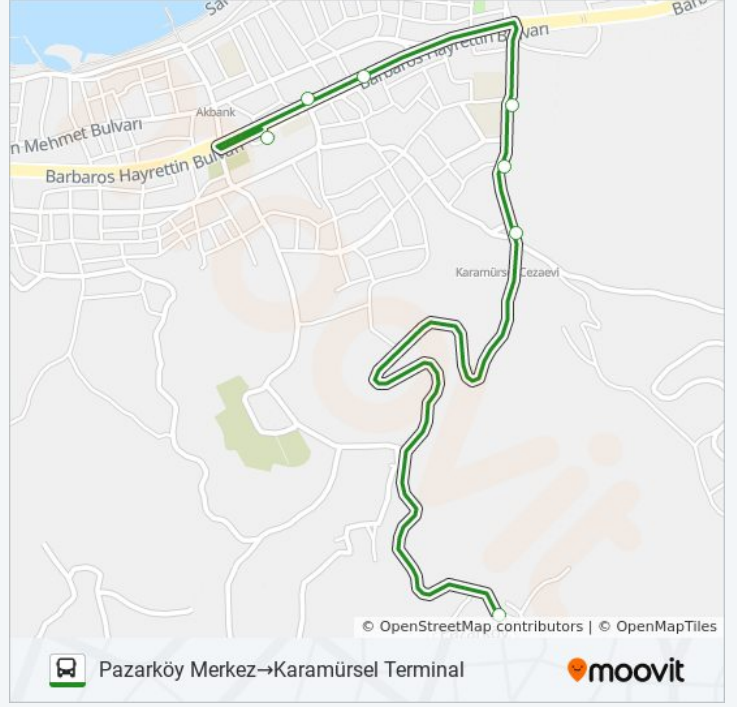 Barbaros Hayrettin Bulvarı
Akbank
n Mehmet Bulvarı
Barbaros Hayrettin Bulvarı
Karamürsel Cezaevi
© OpenStreetMap contributors | © OpenMapTiles
Pazarköy Merkez→Karamürsel Terminal
moovit